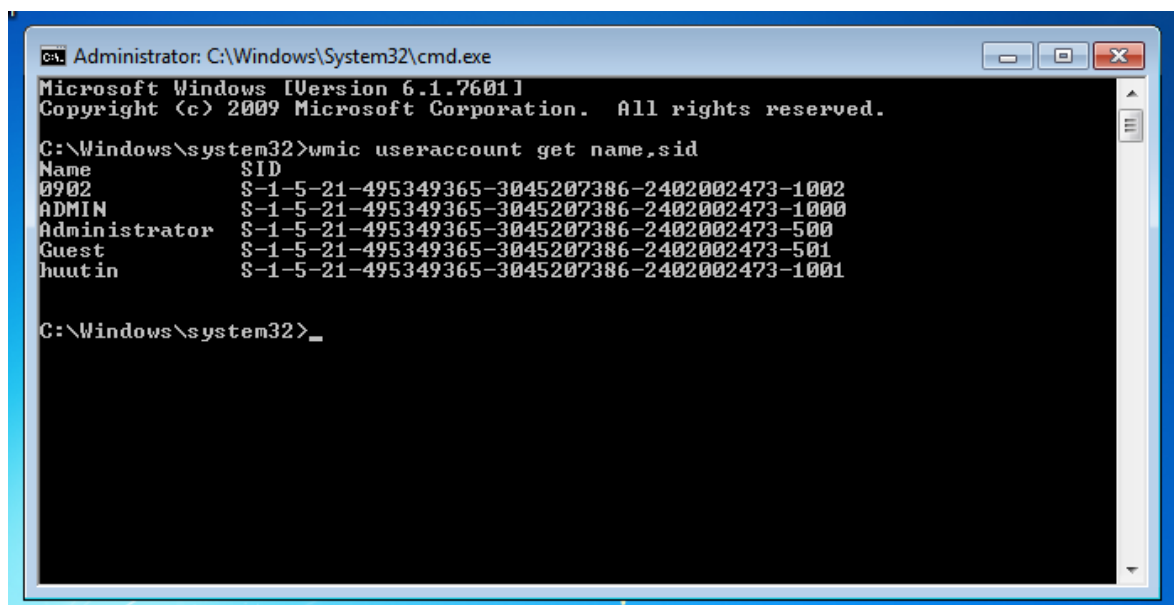 Administrator: C:\Windows\System32\cmd.exe
Microsoft Windows [Version 6.1.7601]
Copyright (c) 2009 Microsoft Corporation.  All rights reserved.
C:\Windows\system32>wmic useraccount get name,sid
Name           SID
0902           S-1-5-21-495349365-3045207386-2402002473-1002
ADMIN          S-1-5-21-495349365-3045207386-2402002473-1000
Administrator  S-1-5-21-495349365-3045207386-2402002473-500
Guest          S-1-5-21-495349365-3045207386-2402002473-501
huutin         S-1-5-21-495349365-3045207386-2402002473-1001
C:\Windows\system32>_